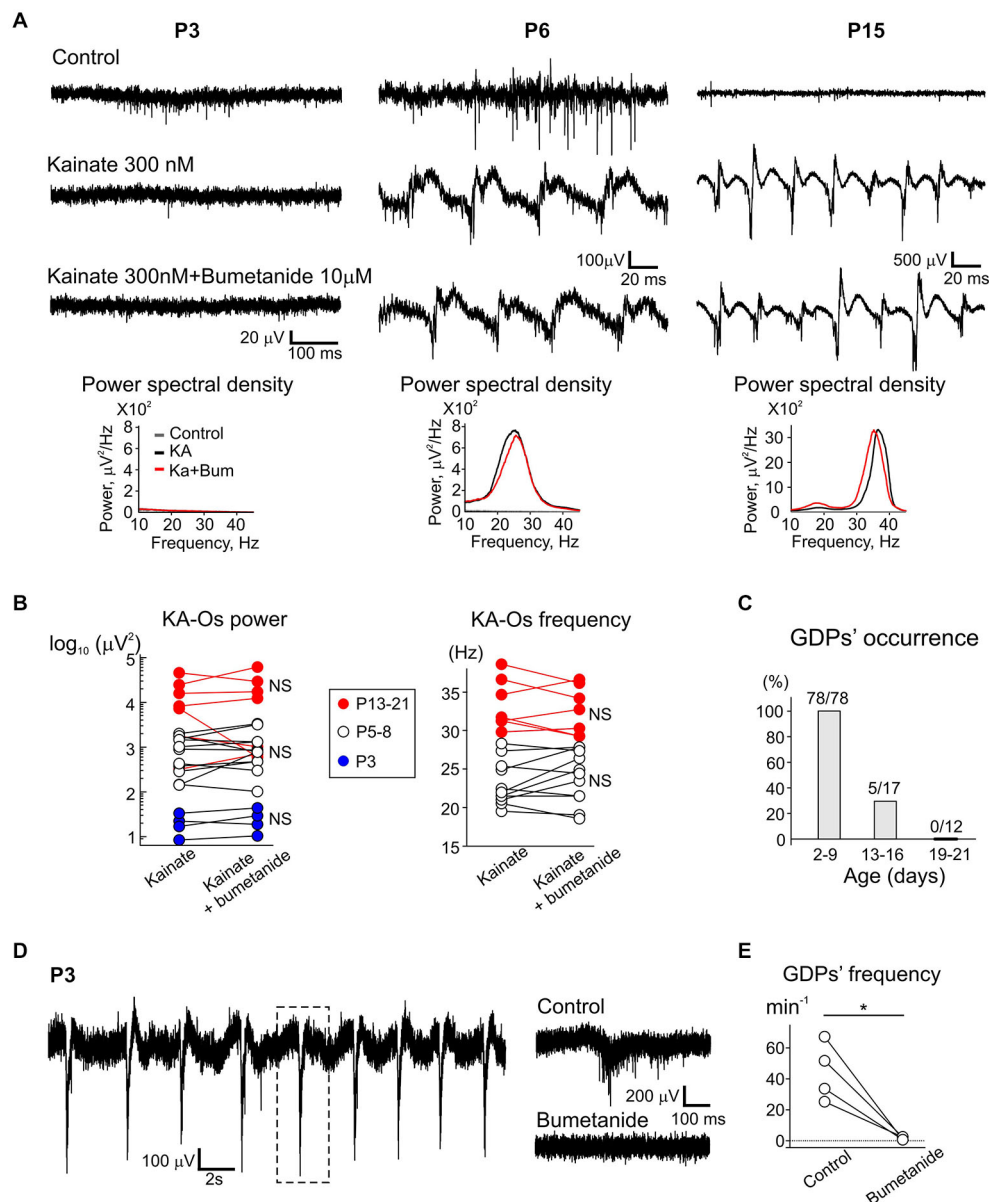 A
P3
P6
P15
Control
Kainate 300 nM
100μV
20 ms
500 μV
20 ms
Kainate 300nM+Bumetanide 10μM
20 μV
100 ms
Power spectral density
Power spectral density
Power spectral density
X10²
X10²
X10²
Power, μV²/Hz
8
6
4
2
0
Control
KA
Ka+Bum
10 20 30 40
Frequency, Hz
Power, μV²/Hz
8
6
4
2
0
10 20 30 40
Frequency, Hz
Power, μV²/Hz
30
20
10
0
10 20 30 40
Frequency, Hz
B
KA-Os power
log₁₀ (μV²)
5
4
3
2
1
NS
NS
NS
Kainate
Kainate
+ bumetanide
P13-21
P5-8
P3
KA-Os frequency
(Hz)
35
30
25
20
15
NS
NS
Kainate
Kainate
+ bumetanide
C
GDPs' occurrence
(%)
100
80
60
40
20
0
78/78
5/17
0/12
2-9 13-16 19-21
Age (days)
D
P3
100 μV
2s
Control
200 μV
100 ms
Bumetanide
E
GDPs' frequency
min⁻¹
*
60
40
20
0
Control
Bumetanide